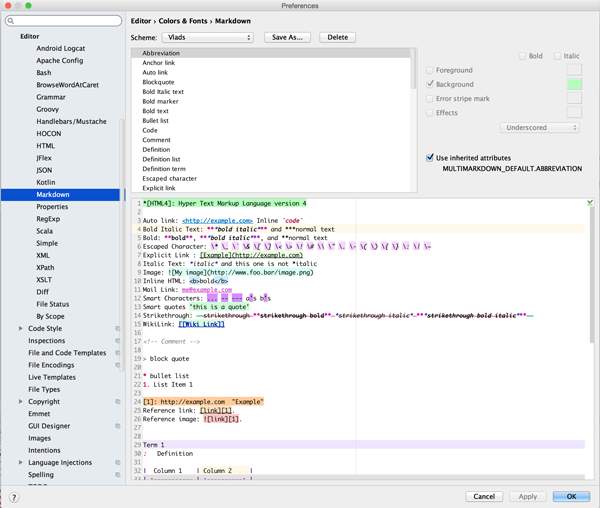 Preferences
Editor › Colors & Fonts › Markdown
Scheme: Vlads Save As... Delete
Editor
Android Logcat
Apache Config
Bash
BrowseWordAtCaret
Grammar
Groovy
Handlebars/Mustache
HOCON
HTML
JFlex
JSON
Kotlin
Markdown
Properties
RegExp
Scala
Simple
XML
XPath
XSLT
Diff
File Status
By Scope
Code Style
Inspections
File and Code Templates
File Encodings
Live Templates
File Types
Copyright
Emmet
GUI Designer
Images
Intentions
Language Injections
Spelling
Abbreviation
Anchor link
Auto link
Blockquote
Bold Italic text
Bold marker
Bold text
Bullet list
Code
Comment
Definition
Definition list
Definition term
Escaped character
Explicit link
Bold Italic
Foreground
Background
Error stripe mark
Effects
Underscored
Use inherited attributes
MULTIMARKDOWN_DEFAULT.ABBREVIATION
1 *[HTML4]: Hyper Text Markup Language version 4
2
3 Auto link: <http://example.com> Inline `code`
4 Bold Italic Text: ***bold italic*** and ***normal text
5 Bold: **bold**, ***bold italic***, and **normal text
6 Escaped Character:
7 Explicit Link : [Example](http://example.com)
8 Italic Text: *italic* and this one is not *italic
9 Image: ![My image](http://www.foo.bar/image.png)
10 Inline HTML: <b>bold</b>
11 Mail Link: me@example.com
12 Smart Characters: ... -- --- a's b's
13 Smart quotes "this is a quote"
14 Strikethrough: ~~strikethrough **strikethrough bold** *strikethrough italic* ***strikethrough bold italic*** ~~
15 WikiLink: [[Wiki Link]]
16
17 <!-- Comment -->
18
19 > block quote
20
21 * bullet list
22 1. List Item 1
23
24 [1]: http://example.com "Example"
25 Reference link: [link][1].
26 Reference image: ![link][1].
27
28
29 Term 1
30 : Definition
31
32 | Column 1 | Column 2 |
? Cancel Apply OK